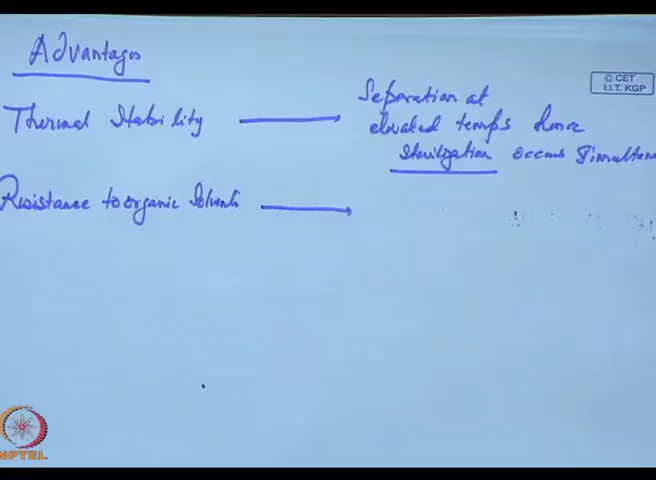 Advantages
Thermal Stability
Separation at
elevated temps hence
sterilization occurs Simultane
Resistance to organic Solvents
© CET
I.I.T. KGP
NPTEL